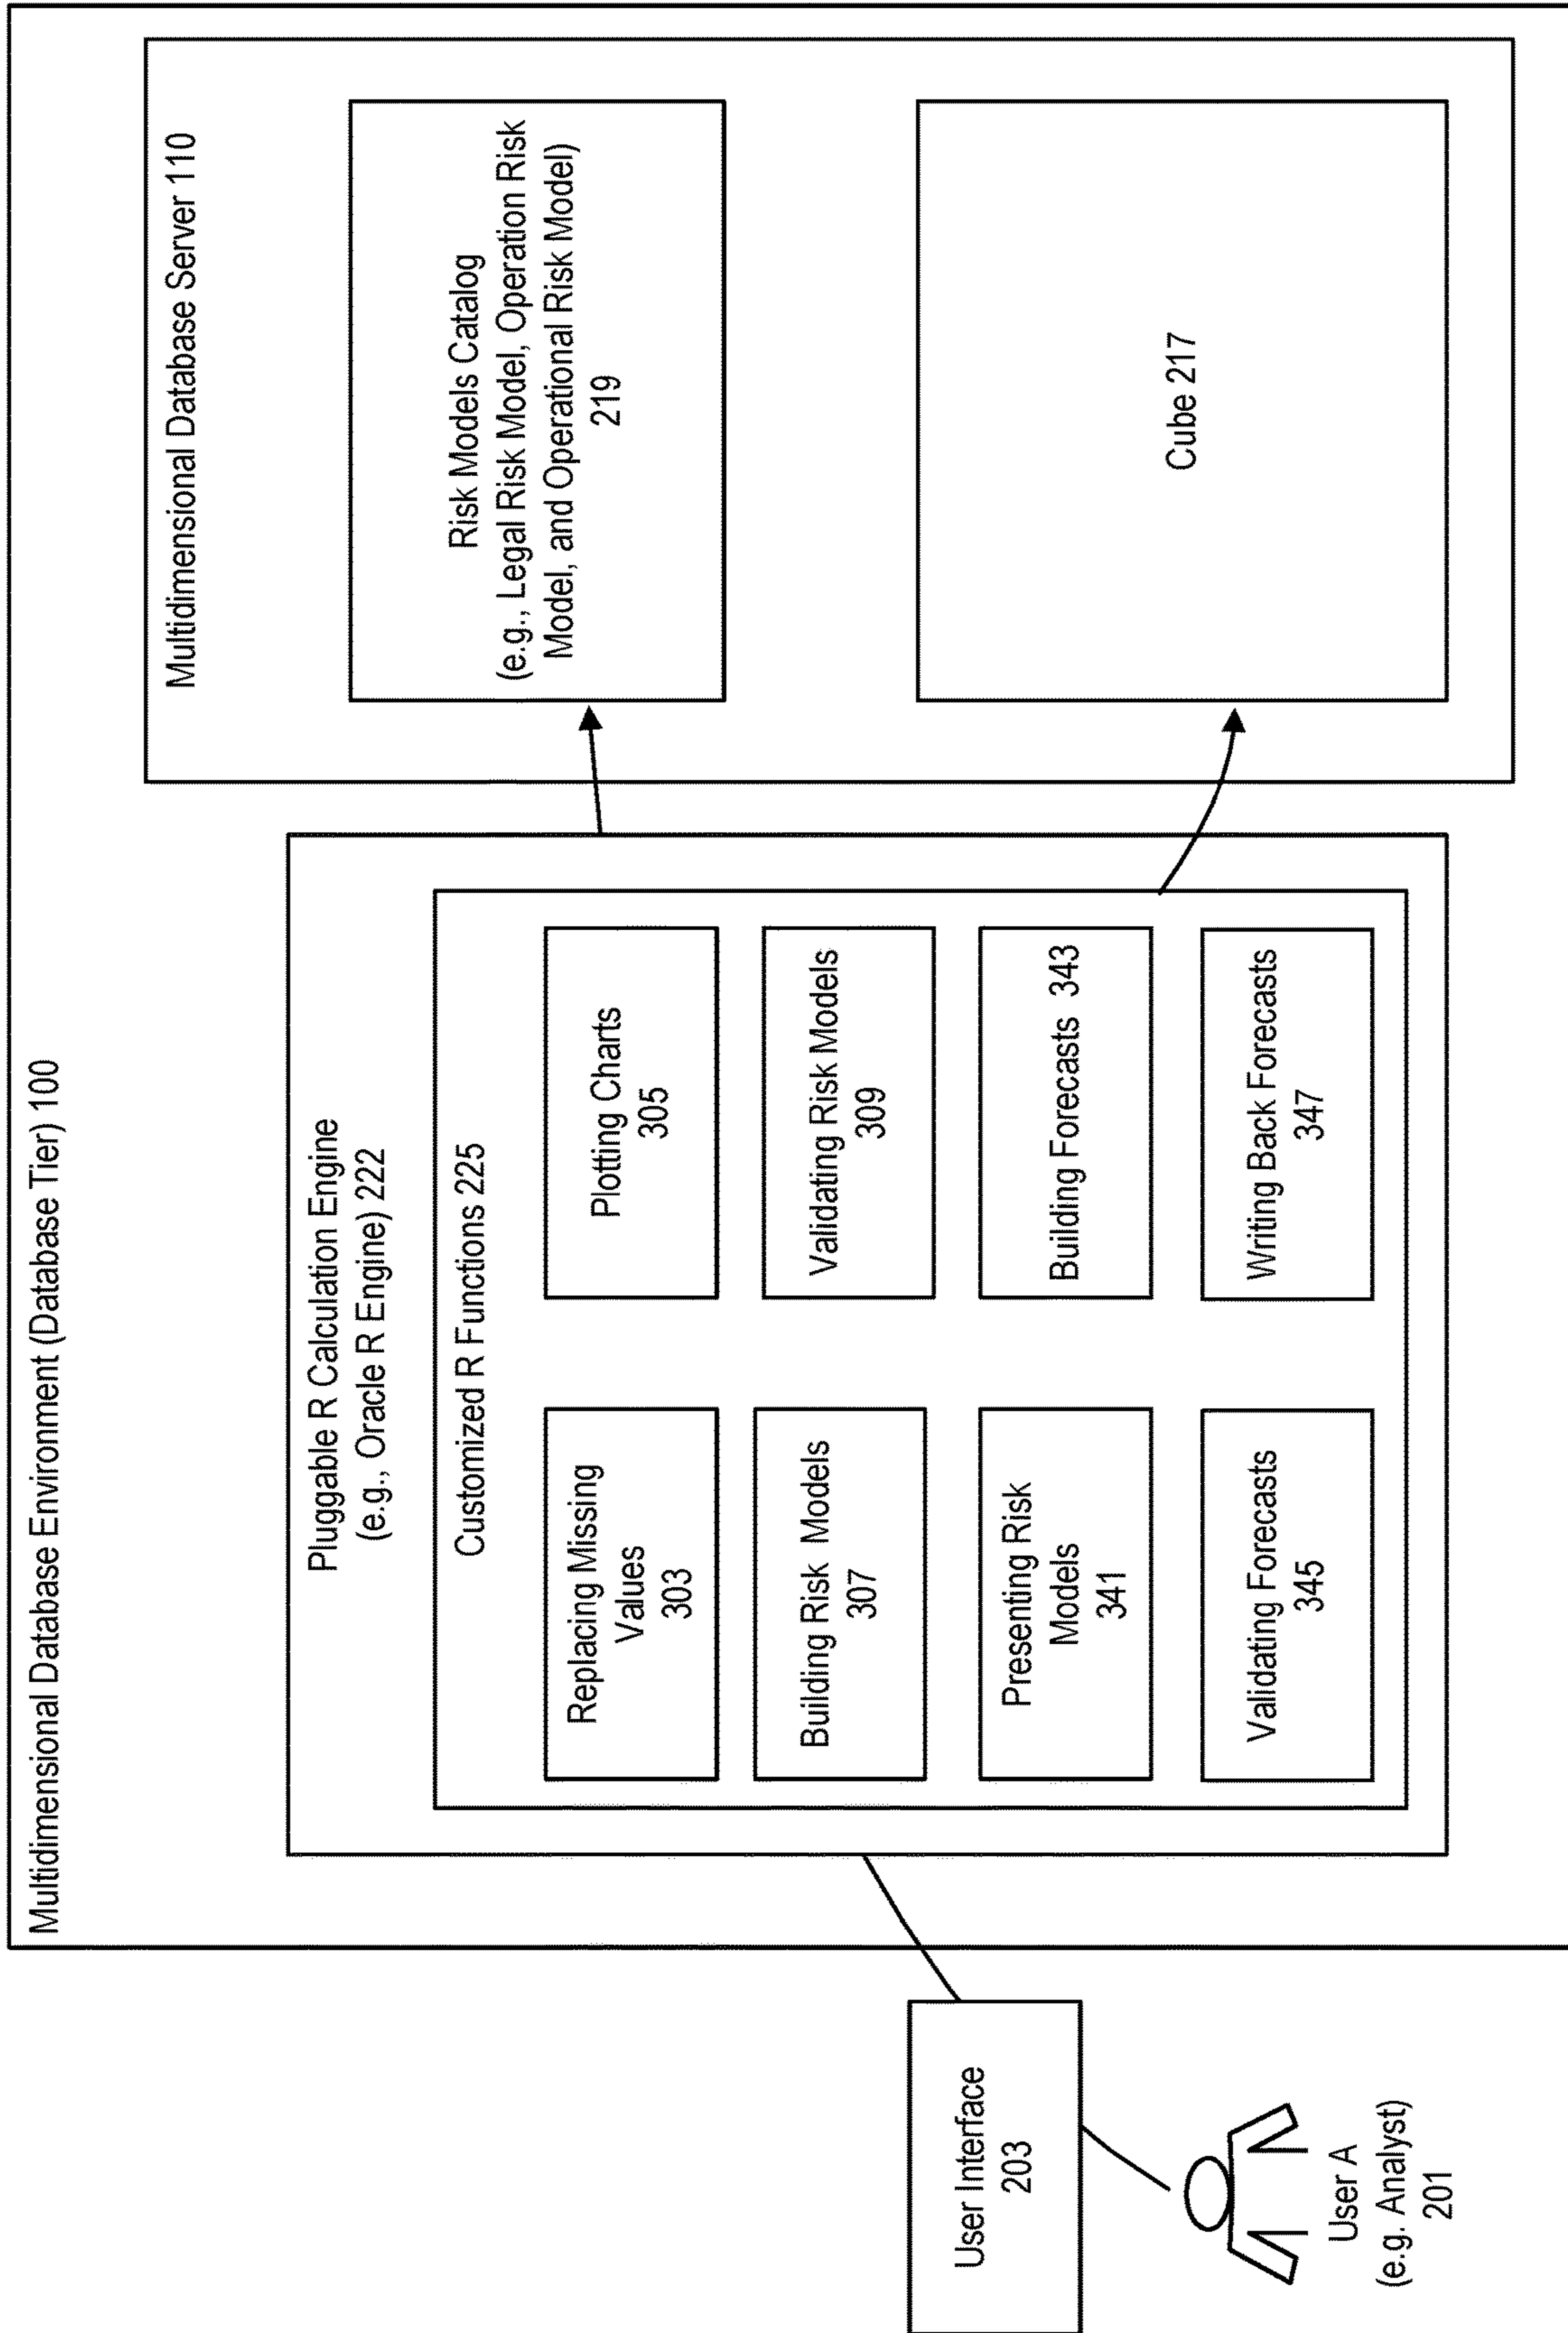 Multidimensional Database Environment (Database Tier) 100
Pluggable R Calculation Engine
(e.g., Oracle R Engine) 222
Customized R Functions 225
Replacing Missing
Values
303
Plotting Charts
305
Building Risk Models
307
Validating Risk Models
309
Presenting Risk
Models
341
Building Forecasts 343
Validating Forecasts
345
Writing Back Forecasts
347
Multidimensional Database Server 110
Risk Models Catalog
(e.g., Legal Risk Model, Operation Risk
Model, and Operational Risk Model)
219
Cube 217
User Interface
203
User A
(e.g. Analyst)
201